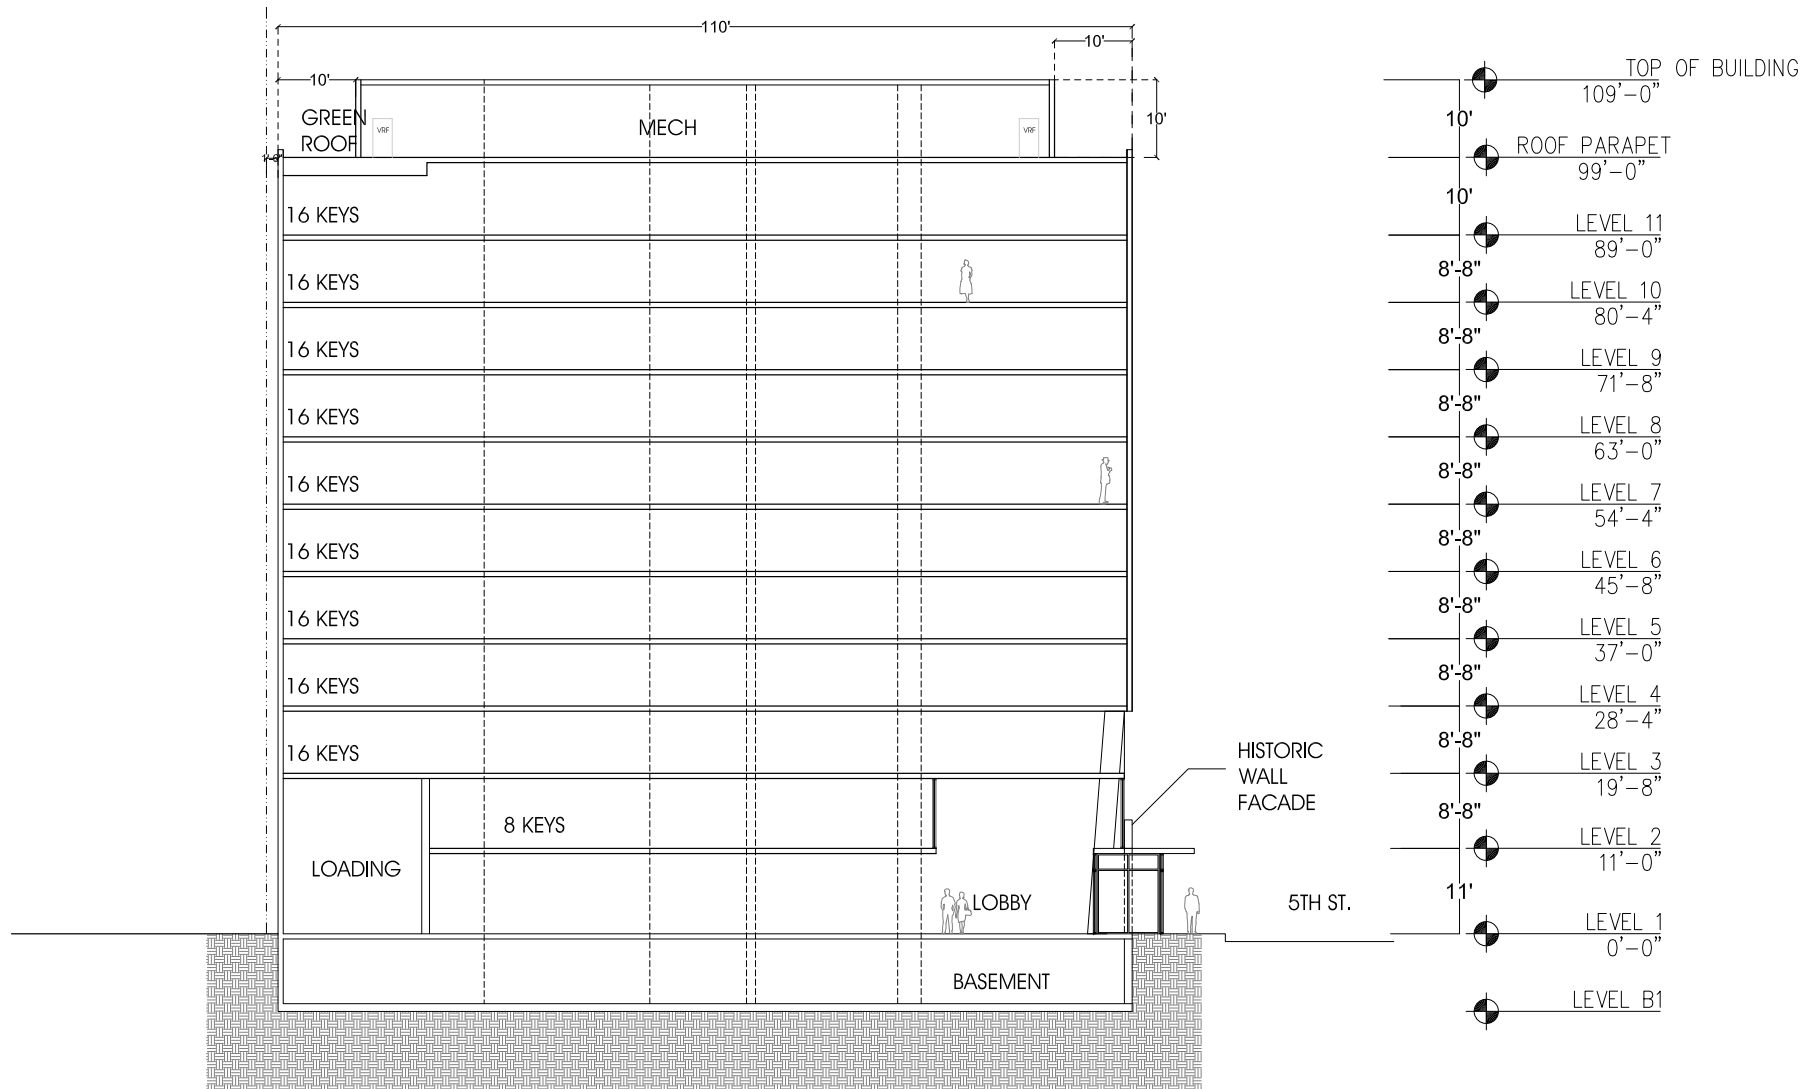 110'
10'
10'
10'
GREEN
ROOF
VRF
MECH
VRF
16 KEYS
16 KEYS
16 KEYS
16 KEYS
16 KEYS
16 KEYS
16 KEYS
16 KEYS
16 KEYS
8 KEYS
LOADING
LOBBY
BASEMENT
HISTORIC
WALL
FACADE
5TH ST.
10'
10'
8'-8"
8'-8"
8'-8"
8'-8"
8'-8"
8'-8"
8'-8"
8'-8"
8'-8"
11'
TOP OF BUILDING
109'-0"
ROOF PARAPET
99'-0"
LEVEL 11
89'-0"
LEVEL 10
80'-4"
LEVEL 9
71'-8"
LEVEL 8
63'-0"
LEVEL 7
54'-4"
LEVEL 6
45'-8"
LEVEL 5
37'-0"
LEVEL 4
28'-4"
LEVEL 3
19'-8"
LEVEL 2
11'-0"
LEVEL 1
0'-0"
LEVEL B1